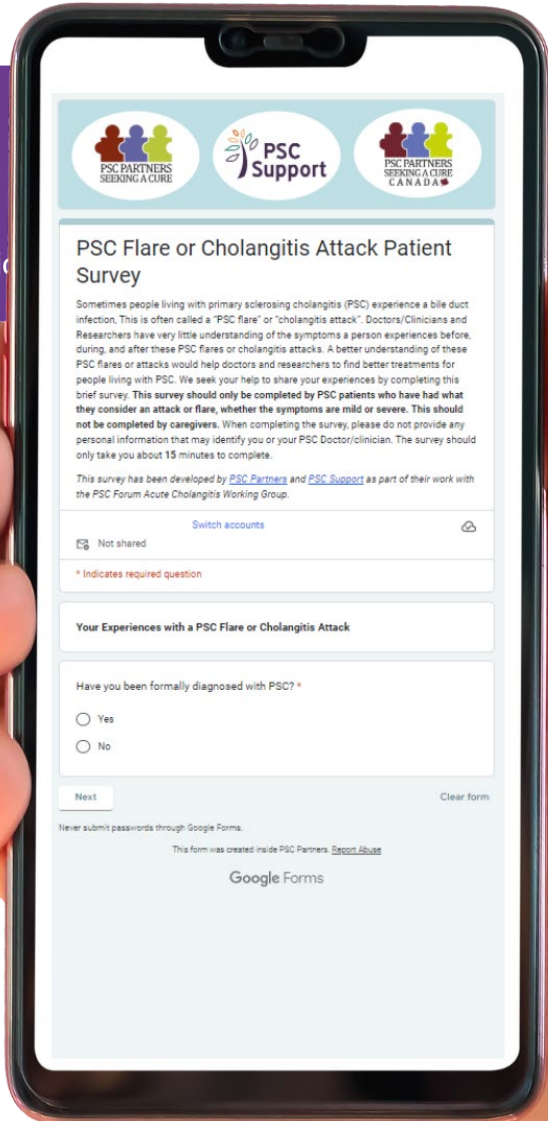 PSC PARTNERS
SEEKING A CURE
PSC
Support
PSC PARTNERS
SEEKING A CURE
CANADA
PSC Flare or Cholangitis Attack Patient
Survey
Sometimes people living with primary sclerosing cholangitis (PSC) experience a bile duct
infection, This is often called a “PSC flare” or “cholangitis attack”. Doctors/Clinicians and
Researchers have very little understanding of the symptoms a person experiences before,
during, and after these PSC flares or cholangitis attacks. A better understanding of these
PSC flares or attacks would help doctors and researchers to find better treatments for
people living with PSC. We seek your help to share your experiences by completing this
brief survey. This survey should only be completed by PSC patients who have had what
they consider an attack or flare, whether the symptoms are mild or severe. This should
not be completed by caregivers. When completing the survey, please do not provide any
personal information that may identify you or your PSC Doctor/clinician. The survey should
only take you about 15 minutes to complete.
This survey has been developed by PSC Partners and PSC Support as part of their work with
the PSC Forum Acute Cholangitis Working Group.
Switch accounts
Not shared
* Indicates required question
Your Experiences with a PSC Flare or Cholangitis Attack
Have you been formally diagnosed with PSC? *
Yes
No
Next
Clear form
Never submit passwords through Google Forms.
This form was created inside PSC Partners. Report Abuse
Google Forms